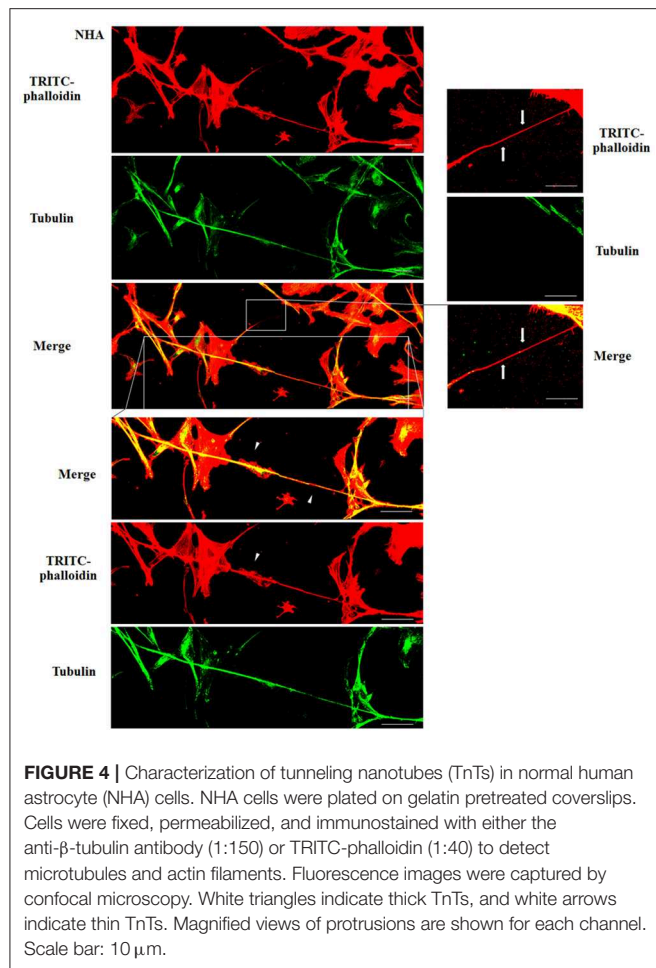 NHA
TRITC-
phalloidin
Tubulin
Merge
Merge
TRITC-
phalloidin
Tubulin
TRITC-
phalloidin
Tubulin
Merge
FIGURE 4 | Characterization of tunneling nanotubes (TnTs) in normal human
astrocyte (NHA) cells. NHA cells were plated on gelatin pretreated coverslips.
Cells were fixed, permeabilized, and immunostained with either the
anti-β-tubulin antibody (1:150) or TRITC-phalloidin (1:40) to detect
microtubules and actin filaments. Fluorescence images were captured by
confocal microscopy. White triangles indicate thick TnTs, and white arrows
indicate thin TnTs. Magnified views of protrusions are shown for each channel.
Scale bar: 10 μm.